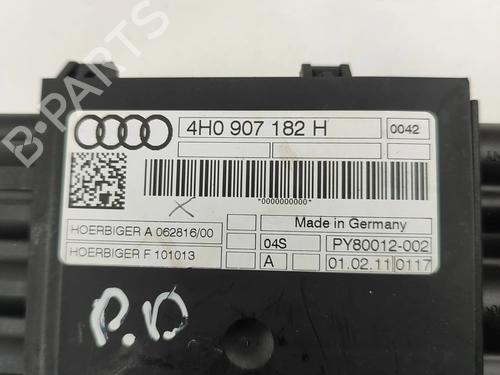 4H0 907 182 H 0042
*0000000000*
Made in Germany
HOERBIGER A 062816/00 04S PY80012-002
HOERBIGER F 101013 A 01.02.11 0117
P.D
B-PARTS